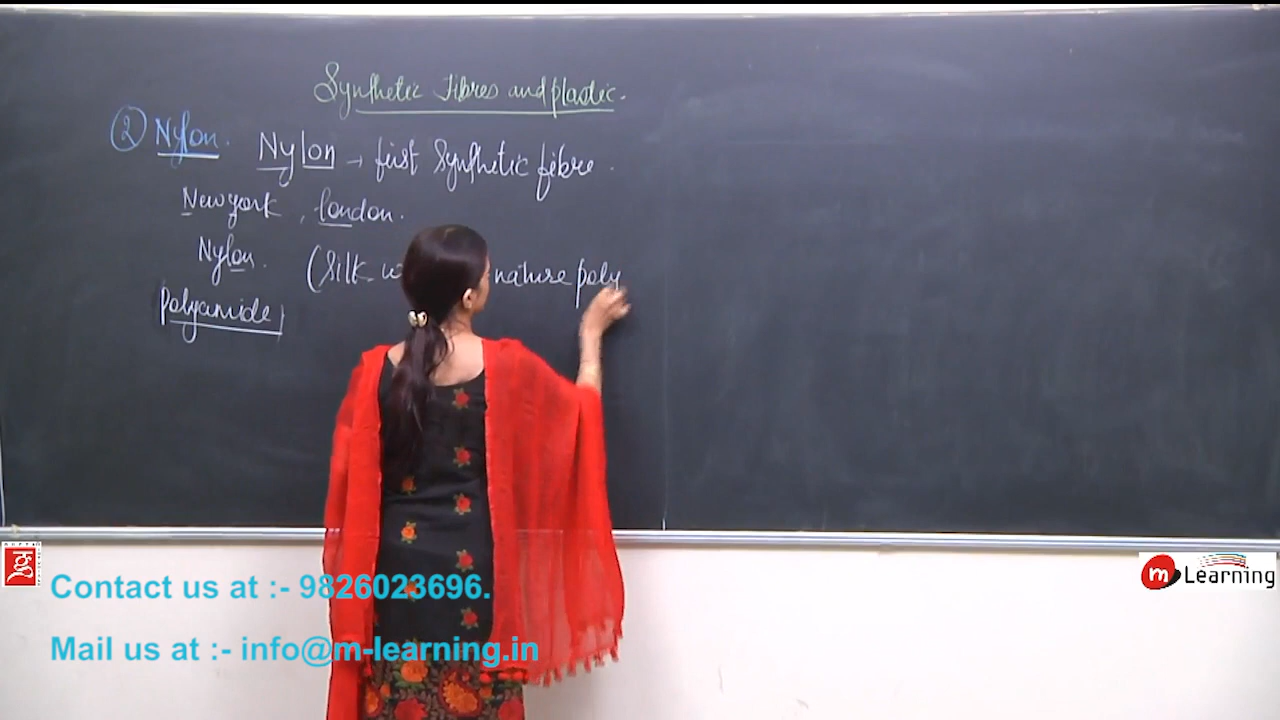 Synthetic Fibres and plastic.
② Nylon. Nylon → first Synthetic fibre.
Newyork, london.
Nylon. (Silk nature poly
Polyamide
Contact us at :- 9826023696.
Mail us at :- info@m-learning.in
m Learning